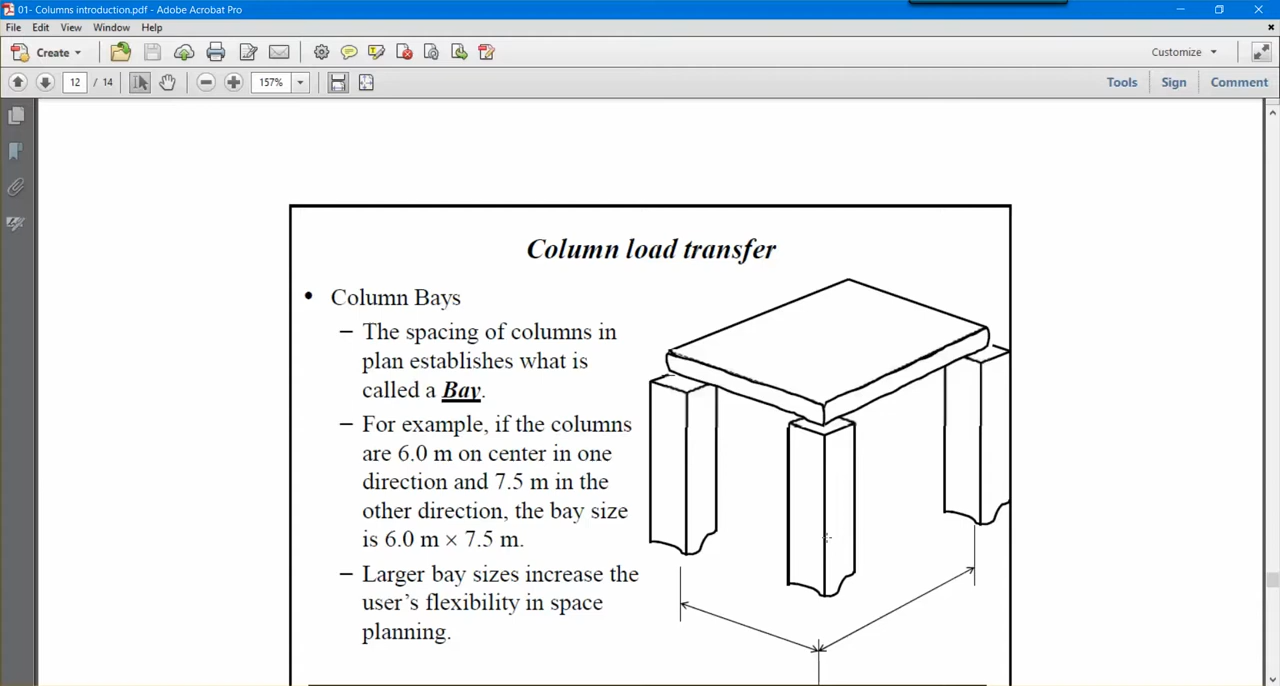 01- Columns introduction.pdf - Adobe Acrobat Pro
File Edit View Window Help
Create Customize
12 / 14 157% Tools Sign Comment
Column load transfer
• Column Bays
– The spacing of columns in
plan establishes what is
called a Bay.
– For example, if the columns
are 6.0 m on center in one
direction and 7.5 m in the
other direction, the bay size
is 6.0 m × 7.5 m.
– Larger bay sizes increase the
user’s flexibility in space
planning.